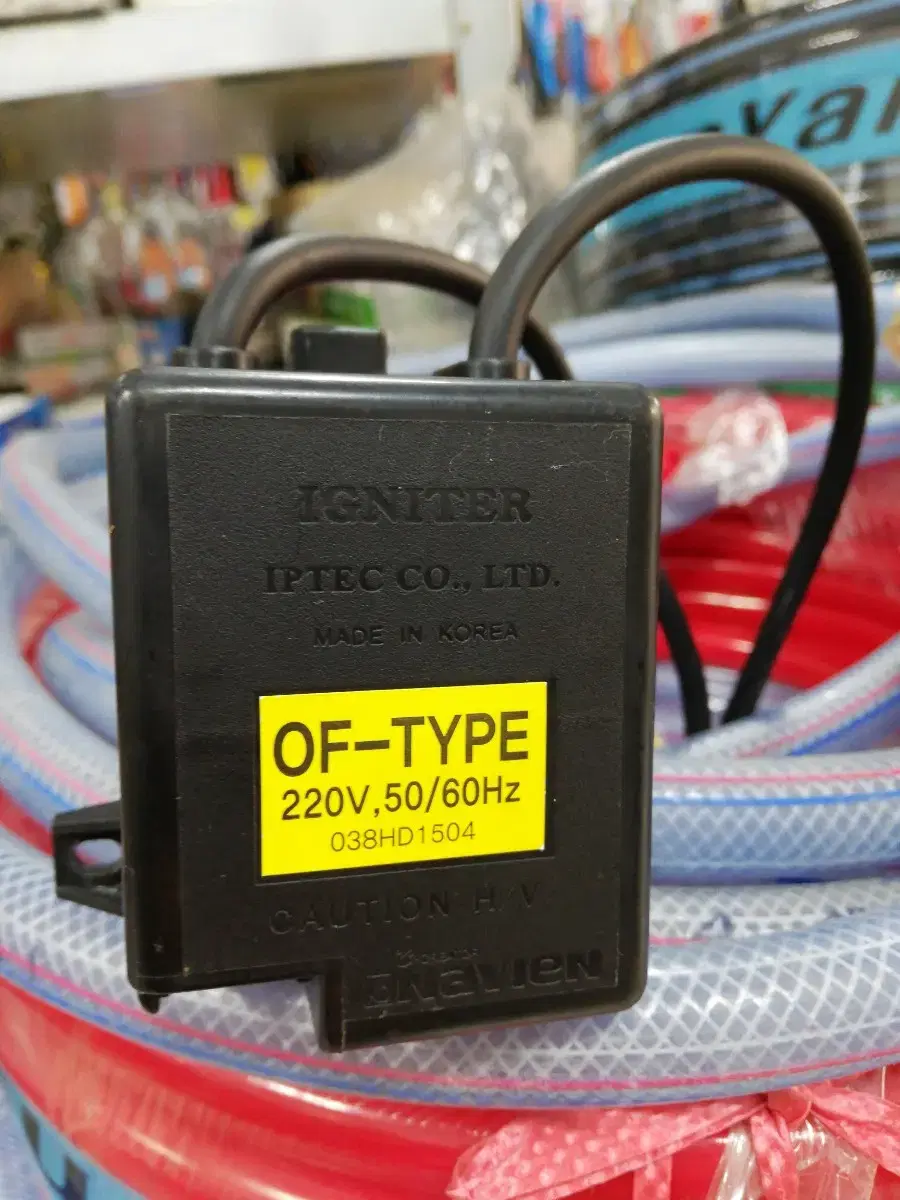 IGNITER
IPTEC CO., LTD.
MADE IN KOREA
OF-TYPE
220V, 50/60Hz
038HD1504
CAUTION H V
NaVIEN